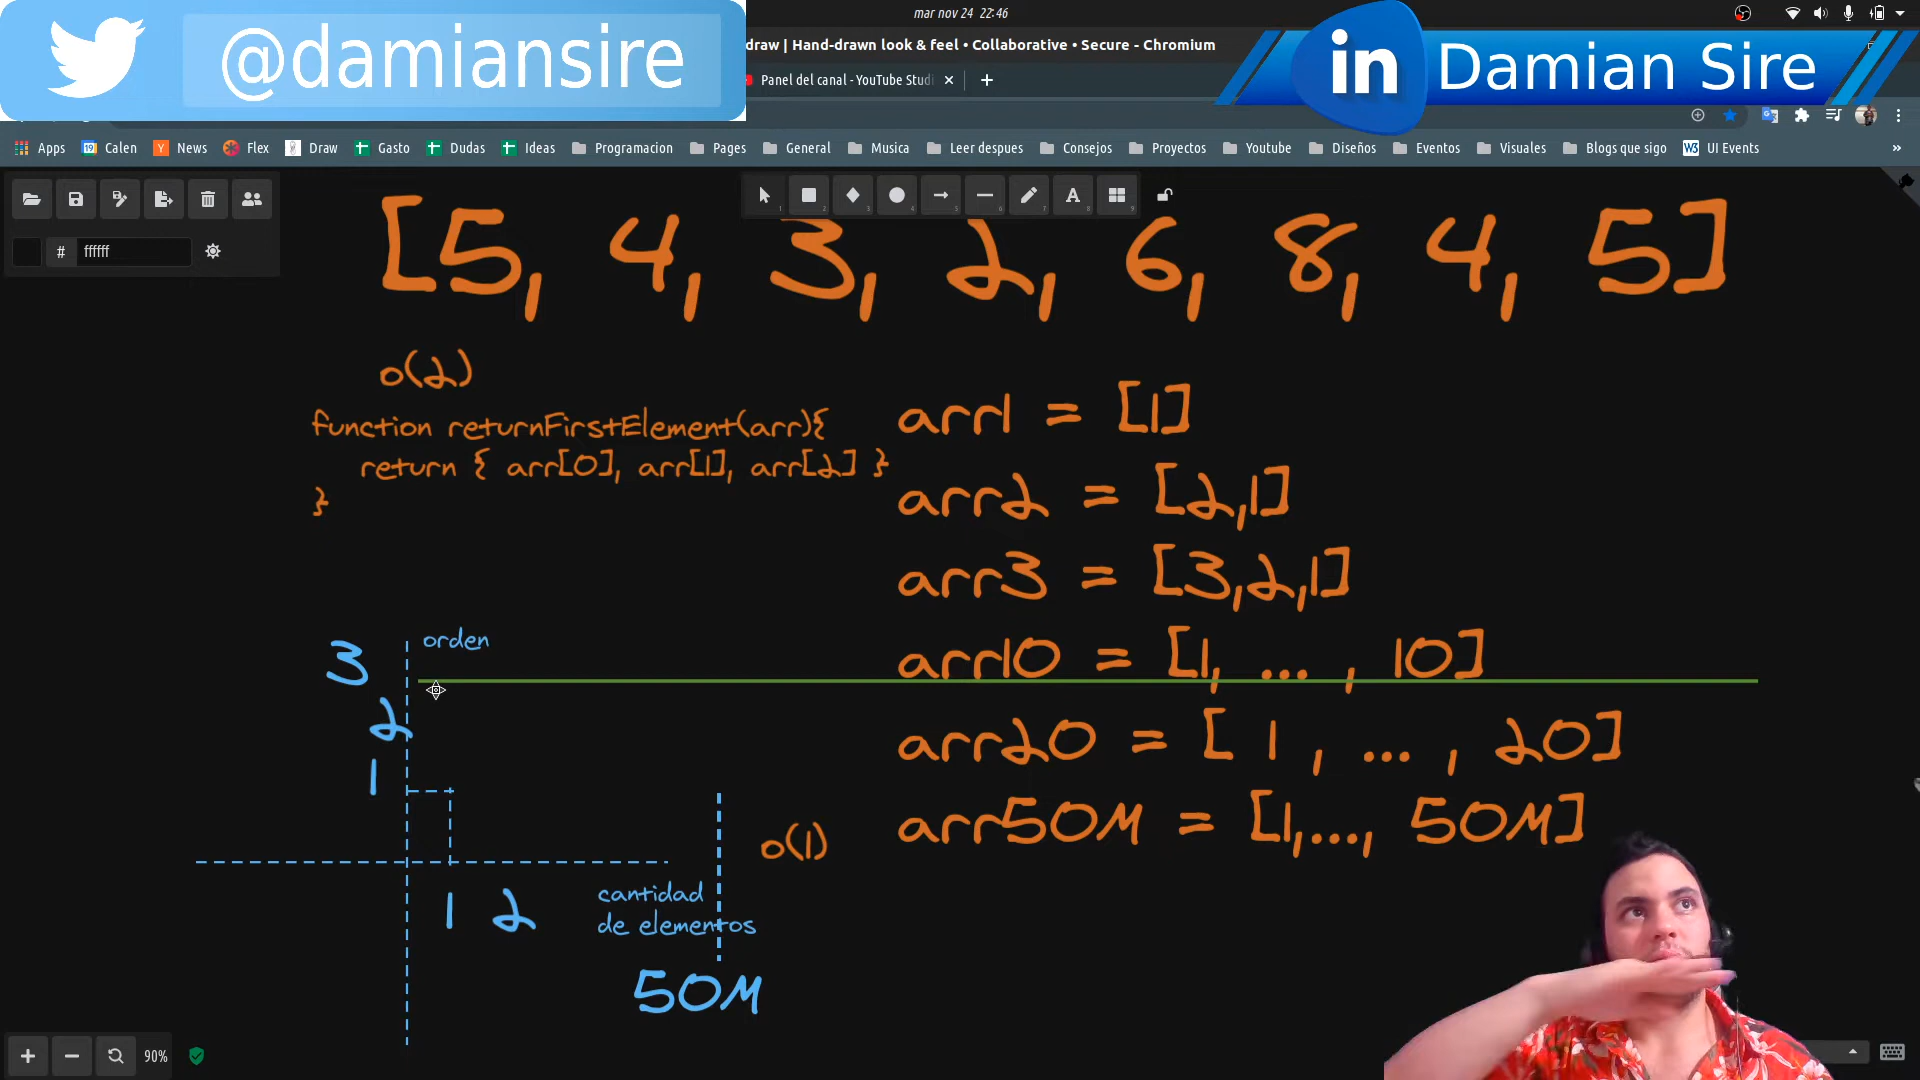 @damiansire
mar nov 24 22:46
draw | Hand-drawn look & feel • Collaborative • Secure - Chromium
in Damian Sire
Panel del canal - YouTube Studi
Apps Calen News Flex Draw Gasto Dudas Ideas Programacion Pages General Musica Leer despues Consejos Proyectos Youtube Diseños Eventos Visuales Blogs que sigo UI Events »
# ffffff
[5, 4, 3, 2, 6, 8, 4, 5]
o(2)
function returnFirstElement(arr){
return { arr[0], arr[1], arr[2] }
}
arr1 = [1]
arr2 = [2,1]
arr3 = [3,2,1]
arr10 = [1, ... , 10]
arr20 = [ 1 , ... , 20]
arr50M = [1,..., 50M]
orden
3
2
1
o(1)
1 2
cantidad
de elementos
50M
90%